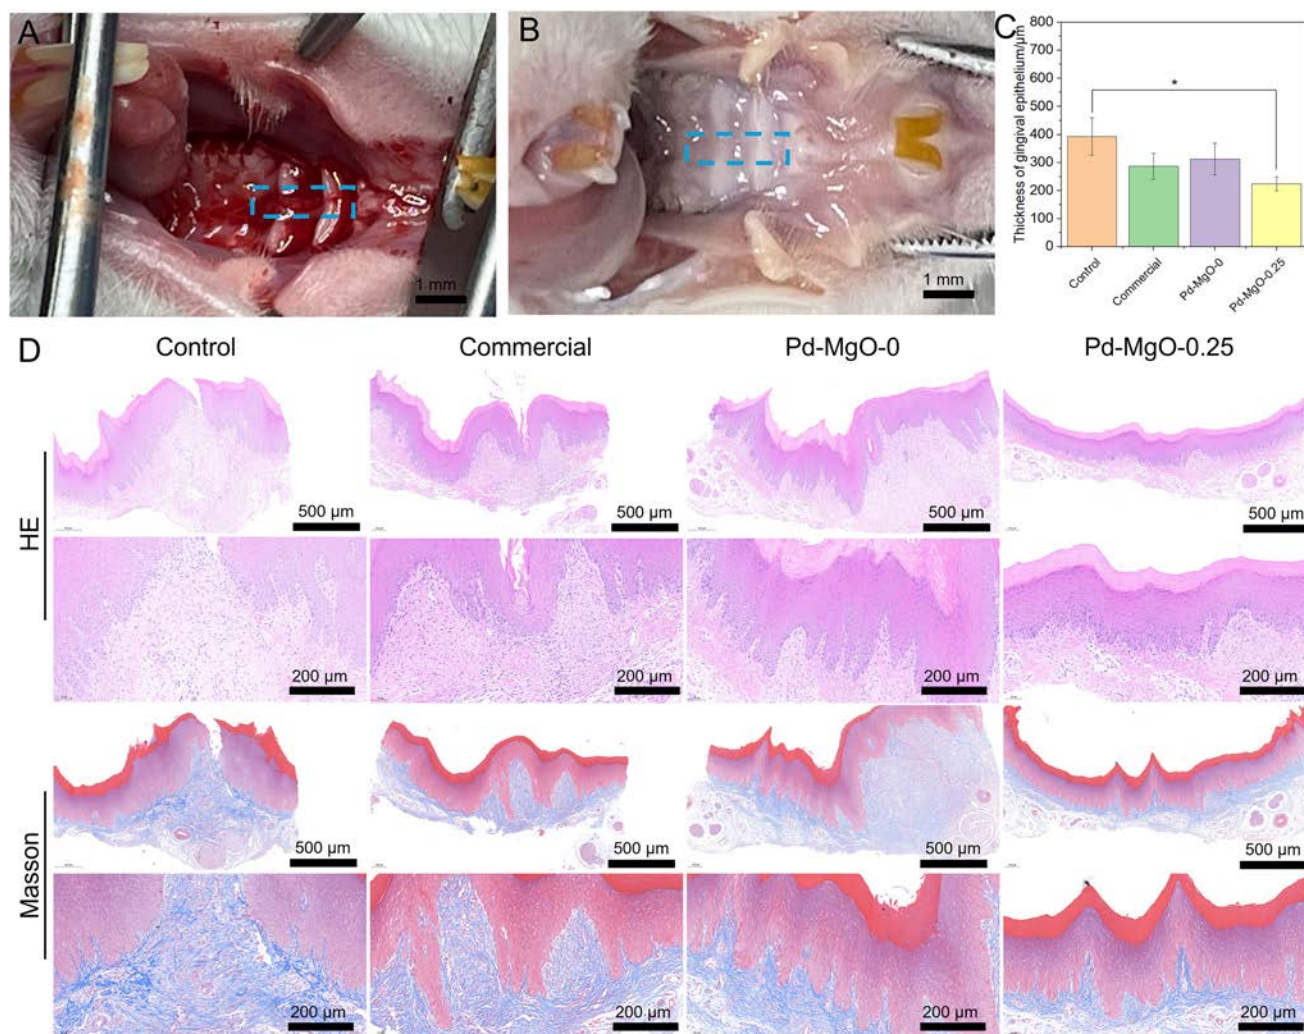 A
1 mm
B
1 mm
C
Thickness of gingival epithelium/μm
800
700
600
500
400
300
200
100
0
*
Control
Commercial
Pd-MgO-0
Pd-MgO-0.25
D
Control
Commercial
Pd-MgO-0
Pd-MgO-0.25
HE
500 μm
500 μm
500 μm
500 μm
200 μm
200 μm
200 μm
200 μm
Masson
500 μm
500 μm
500 μm
500 μm
200 μm
200 μm
200 μm
200 μm